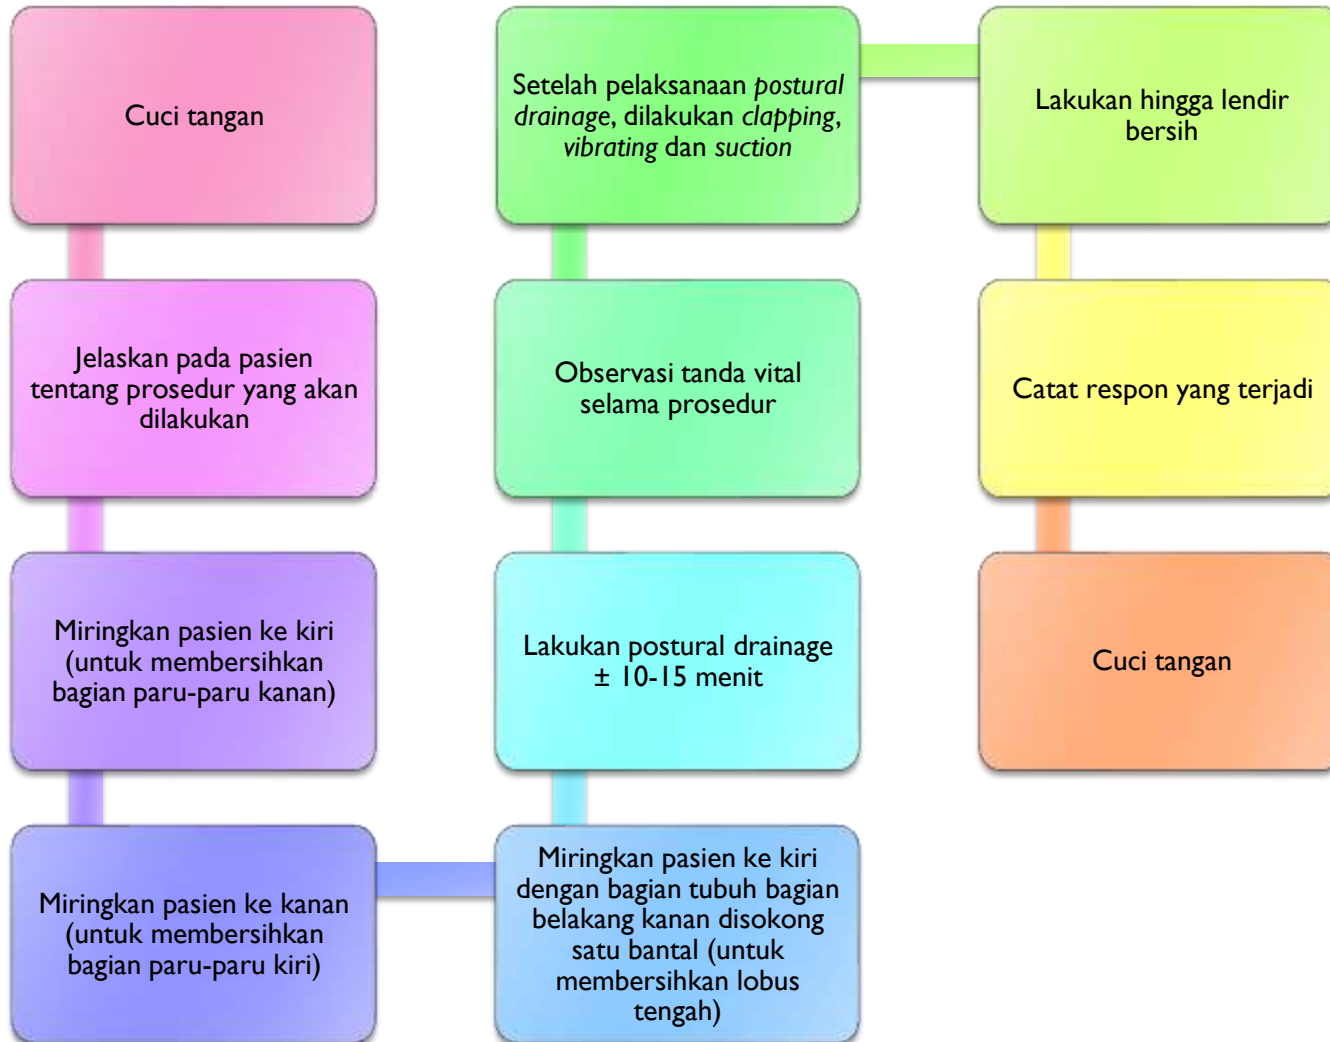 Cuci tangan
Jelaskan pada pasien
tentang prosedur yang akan
dilakukan
Miringkan pasien ke kiri
(untuk membersihkan
bagian paru-paru kanan)
Miringkan pasien ke kanan
(untuk membersihkan
bagian paru-paru kiri)
Miringkan pasien ke kiri
dengan bagian tubuh bagian
belakang kanan disokong
satu bantal (untuk
membersihkan lobus
tengah)
Lakukan postural drainage
± 10-15 menit
Observasi tanda vital
selama prosedur
Setelah pelaksanaan postural
drainage, dilakukan clapping,
vibrating dan suction
Lakukan hingga lendir
bersih
Catat respon yang terjadi
Cuci tangan